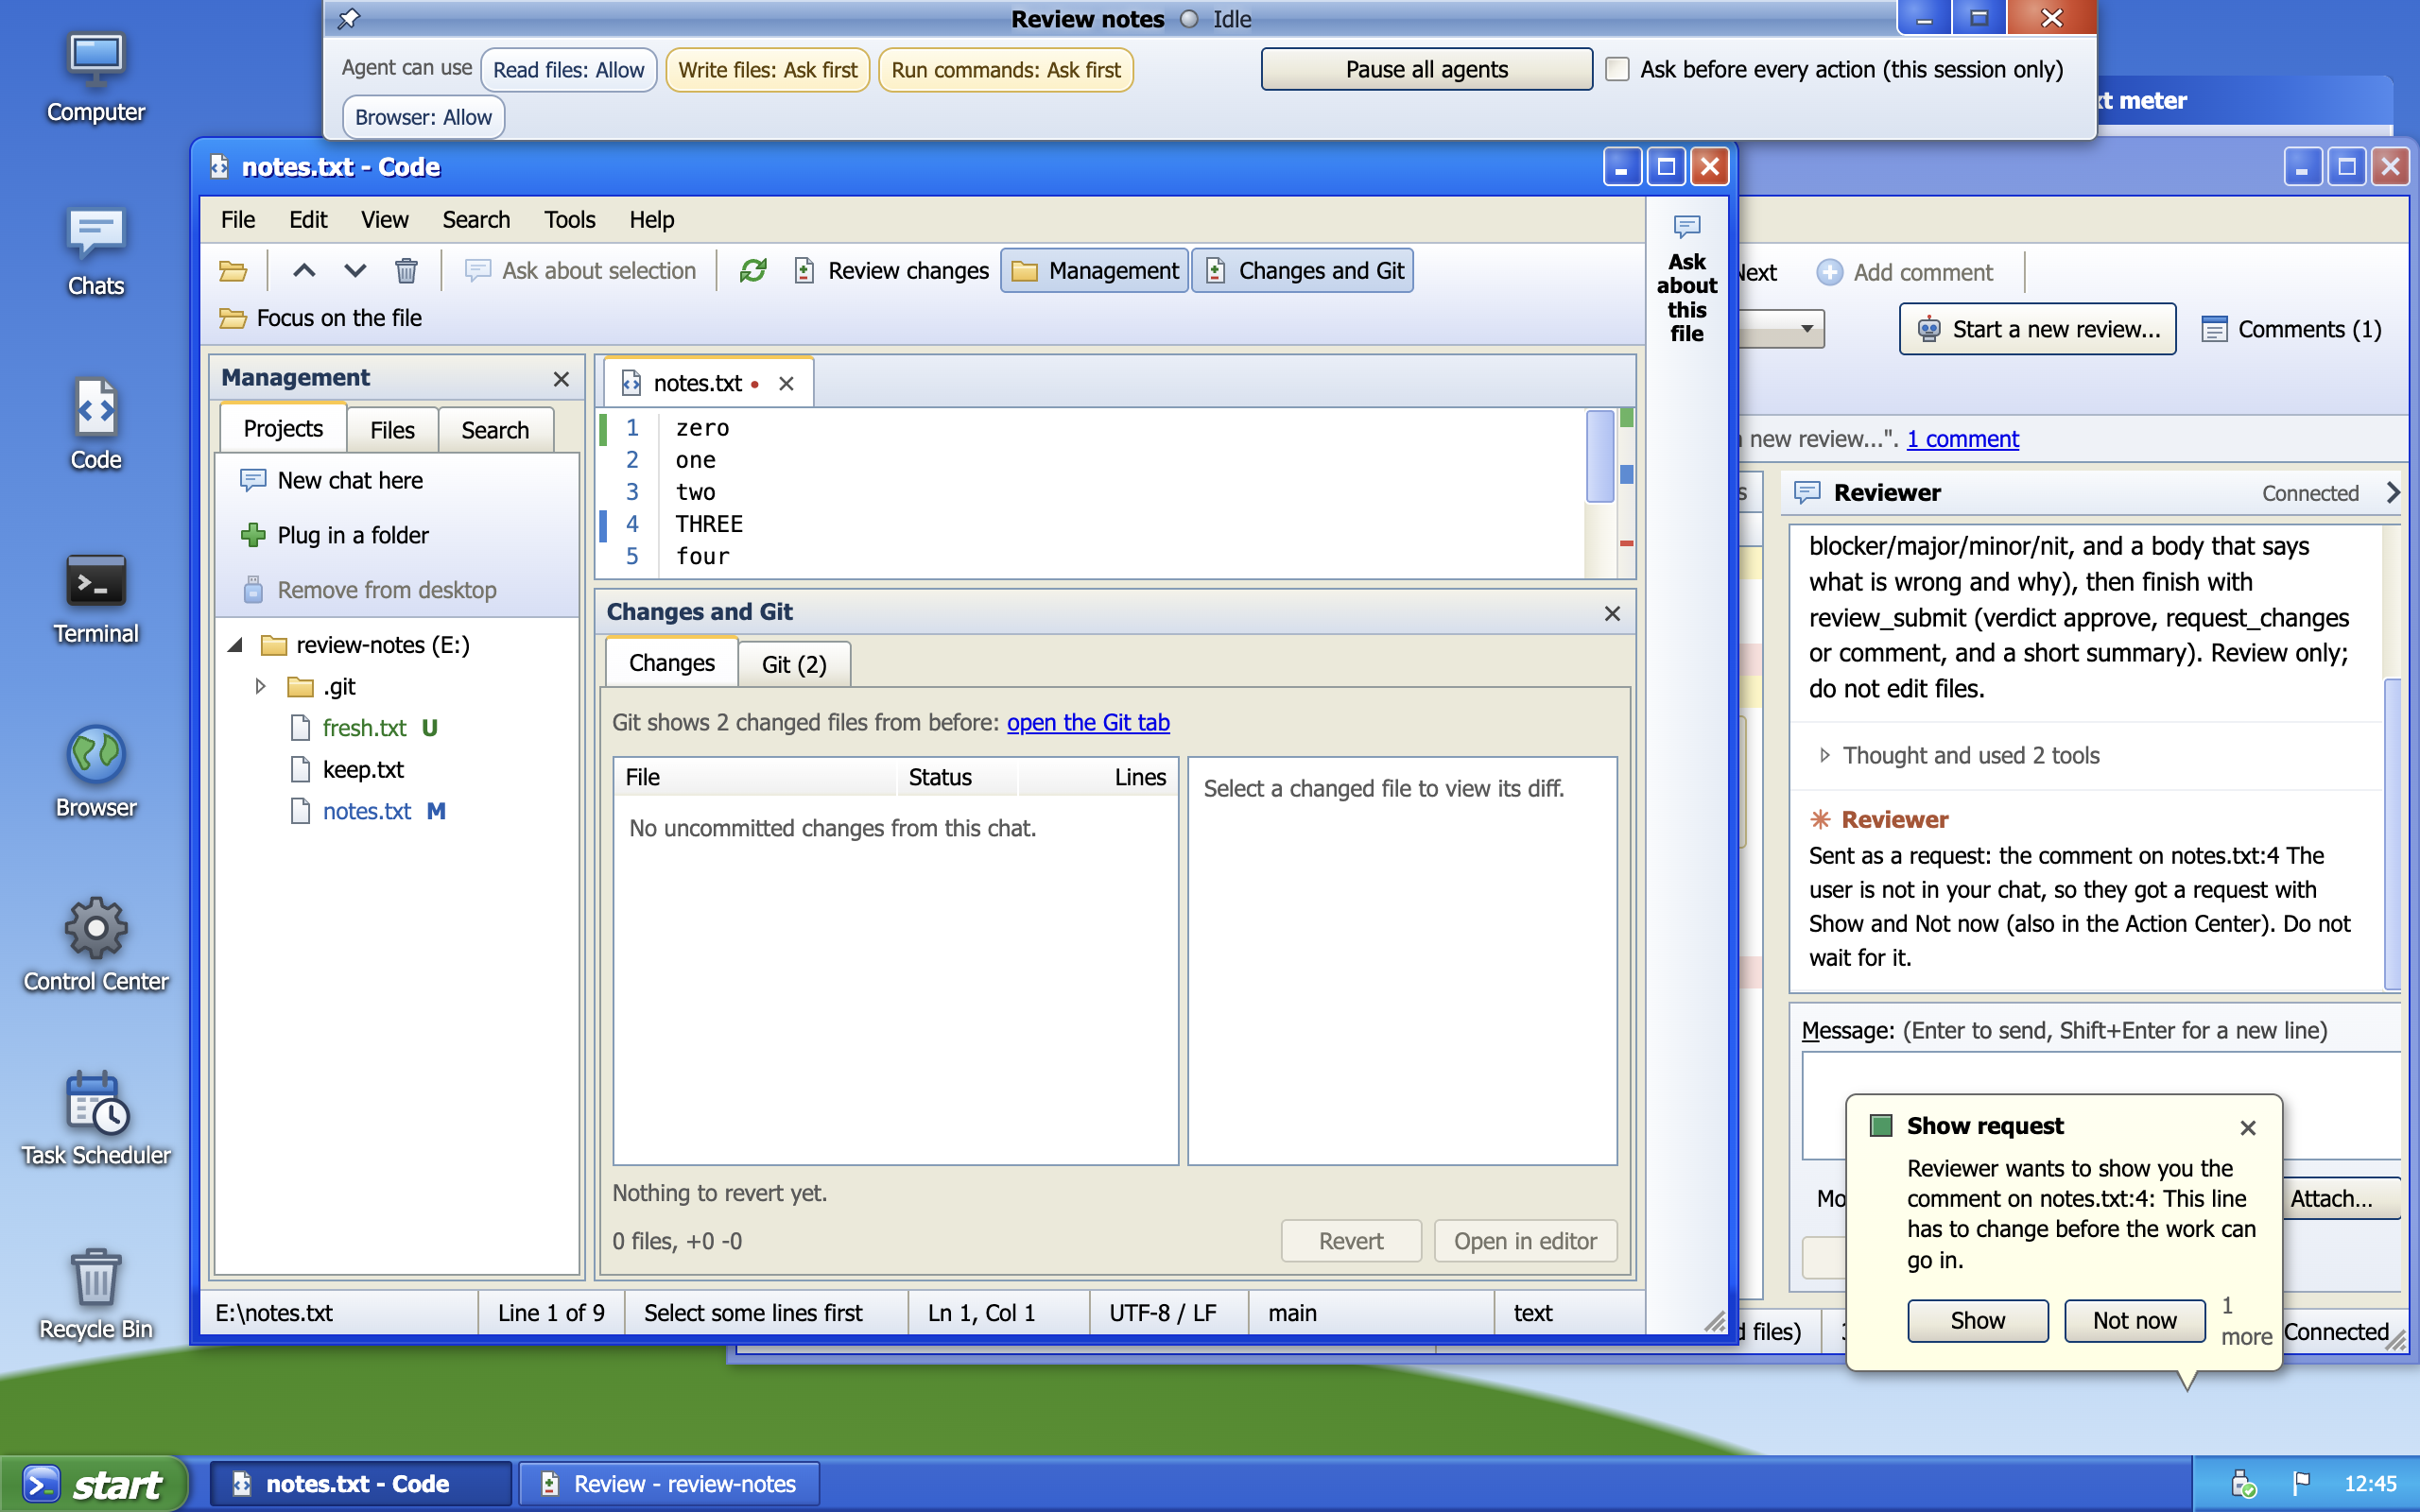 Review notes Idle
Agent can use Read files: Allow Write files: Ask first Run commands: Ask first
Browser: Allow
Pause all agents Ask before every action (this session only)
meter
Computer
Chats
Code
Terminal
Browser
Control Center
Task Scheduler
Recycle Bin
notes.txt - Code
File Edit View Search Tools Help
Ask about selection Review changes Management Changes and Git
Focus on the file
Ask
about
this
file
Management
Projects Files Search
New chat here
Plug in a folder
Remove from desktop
review-notes (E:)
.git
fresh.txt U
keep.txt
notes.txt M
notes.txt
1 zero
2 one
3 two
4 THREE
5 four
Changes and Git
Changes Git (2)
Git shows 2 changed files from before: open the Git tab
File Status Lines
No uncommitted changes from this chat.
Select a changed file to view its diff.
Nothing to revert yet.
0 files, +0 -0
Revert Open in editor
E:\notes.txt Line 1 of 9 Select some lines first Ln 1, Col 1 UTF-8 / LF main text
Add comment
Start a new review... Comments (1)
new review...". 1 comment
Reviewer Connected
blocker/major/minor/nit, and a body that says
what is wrong and why), then finish with
review_submit (verdict approve, request_changes
or comment, and a short summary). Review only;
do not edit files.
Thought and used 2 tools
Reviewer
Sent as a request: the comment on notes.txt:4 The
user is not in your chat, so they got a request with
Show and Not now (also in the Action Center). Do not
wait for it.
Message: (Enter to send, Shift+Enter for a new line)
Attach...
files) Connected
Show request
Reviewer wants to show you the
comment on notes.txt:4: This line
has to change before the work can
go in.
Show Not now 1 more
start notes.txt - Code Review - review-notes 12:45